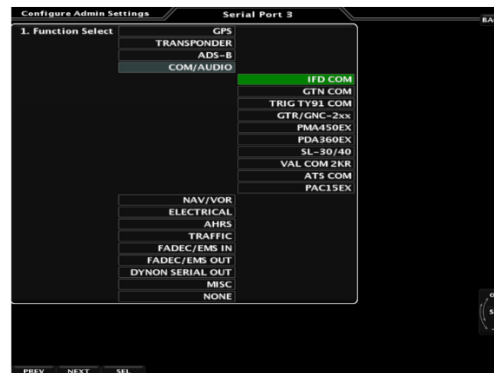 Configure Admin Settings
Serial Port 3
BA
1. Function Select
GPS
TRANSPONDER
ADS-B
COM/AUDIO
IFD COM
GTN COM
TRIG TY91 COM
GTR/GNC-2xx
PMA450EX
PDA360EX
SL-30/40
VAL COM 2KR
ATS COM
PAC15EX
NAV/VOR
ELECTRICAL
AHRS
TRAFFIC
FADEC/EMS IN
FADEC/EMS OUT
DYNON SERIAL OUT
MISC
NONE
PREV NEXT SEL